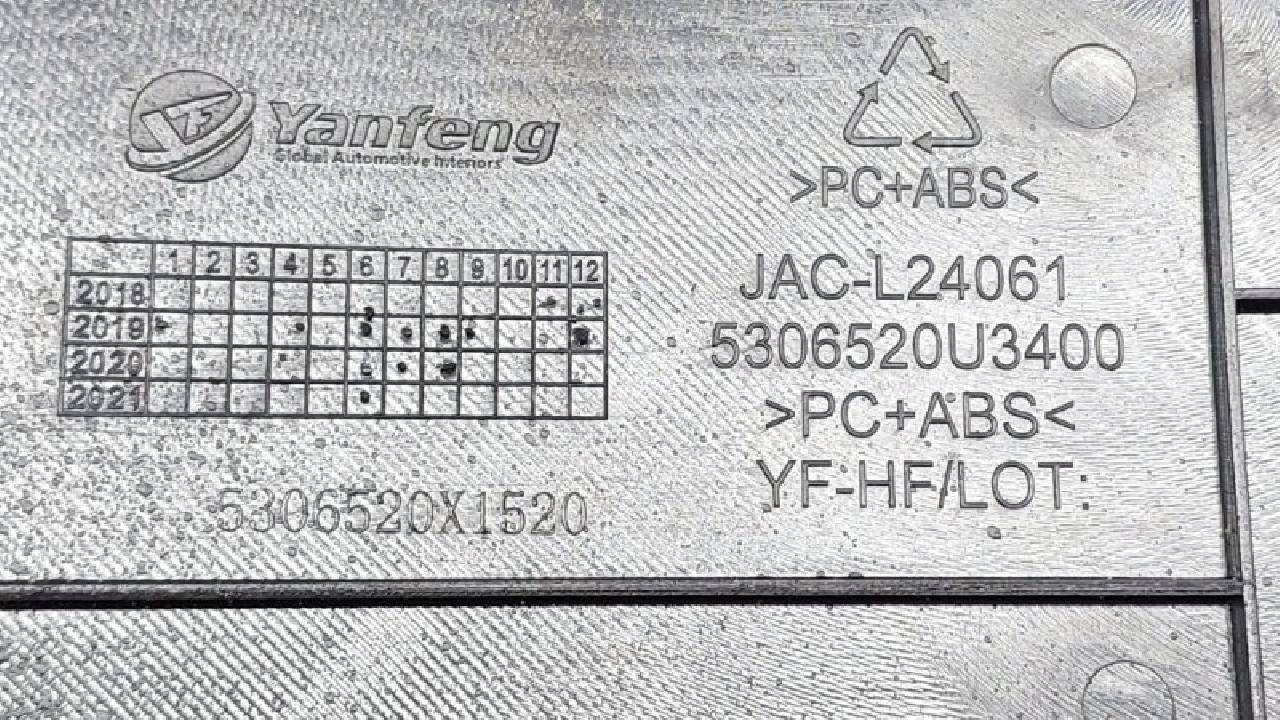 Yanfeng
Global Automotive Interiors
>PC+ABS<
1 2 3 4 5 6 7 8 9 10 11 12
2018
2019
2020
2021
JAC-L24061
5306520U3400
>PC+ABS<
YF-HF/LOT:
5306520X1520